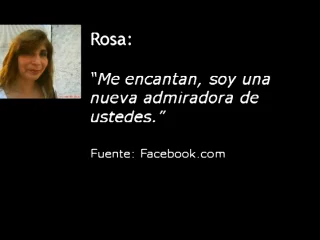 Rosa:
“Me encantan, soy una
nueva admiradora de
ustedes.”
Fuente: Facebook.com